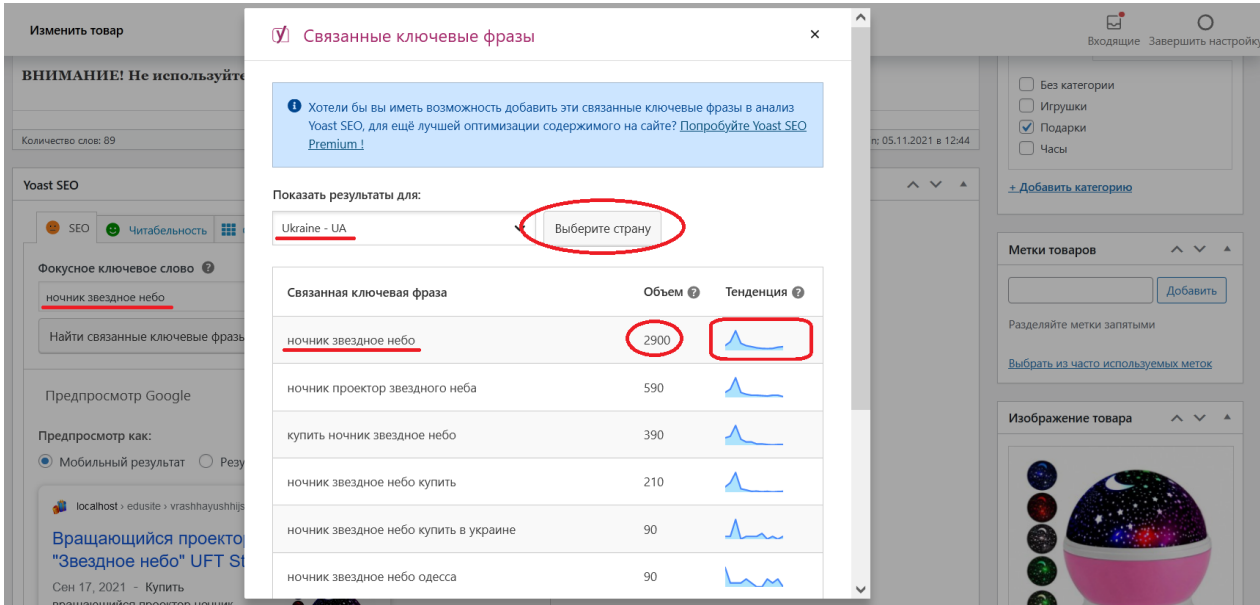 Изменить товар
Связанные ключевые фразы
Входящие
Завершить настройку
ВНИМАНИЕ! Не используйте
Хотели бы вы иметь возможность добавить эти связанные ключевые фразы в анализ
Yoast SEO, для ещё лучшей оптимизации содержимого на сайте? Попробуйте Yoast SEO
Premium !
Количество слов: 89
05.11.2021 в 12:44
Без категории
Игрушки
Подарки
Часы
+ Добавить категорию
Yoast SEO
SEO
Читабельность
Показать результаты для:
Ukraine - UA
Выберите страну
Фокусное ключевое слово
ночник звездное небо
Найти связанные ключевые фразы
Связанная ключевая фраза
Объем
Тенденция
ночник звездное небо
2900
ночник проектор звездного неба
590
купить ночник звездное небо
390
ночник звездное небо купить
210
ночник звездное небо купить в украине
90
ночник звездное небо одесса
90
Предпросмотр Google
Предпросмотр как:
Мобильный результат
Резу
localhost › edusite › vrashhayushhijs
Вращающийся проекто
"Звездное небо" UFT St
Сен 17, 2021 - Купить
Метки товаров
Добавить
Разделяйте метки запятыми
Выбрать из часто используемых меток
Изображение товара